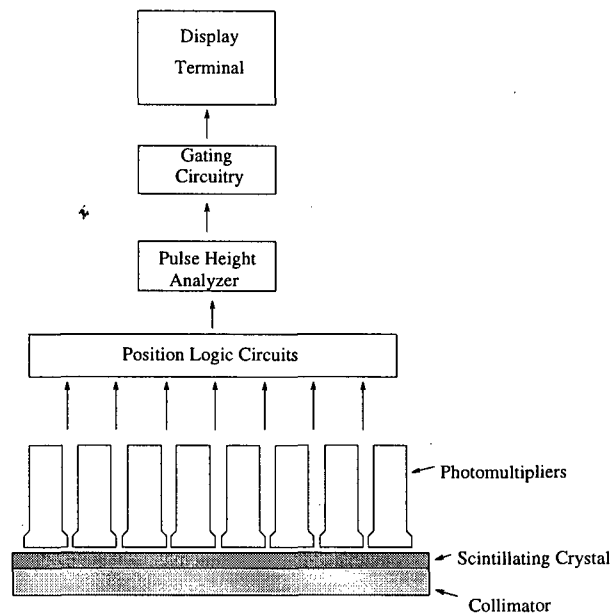 Display
Terminal
Gating
Circuitry
Pulse Height
Analyzer
Position Logic Circuits
Photomultipliers
Scintillating Crystal
Collimator